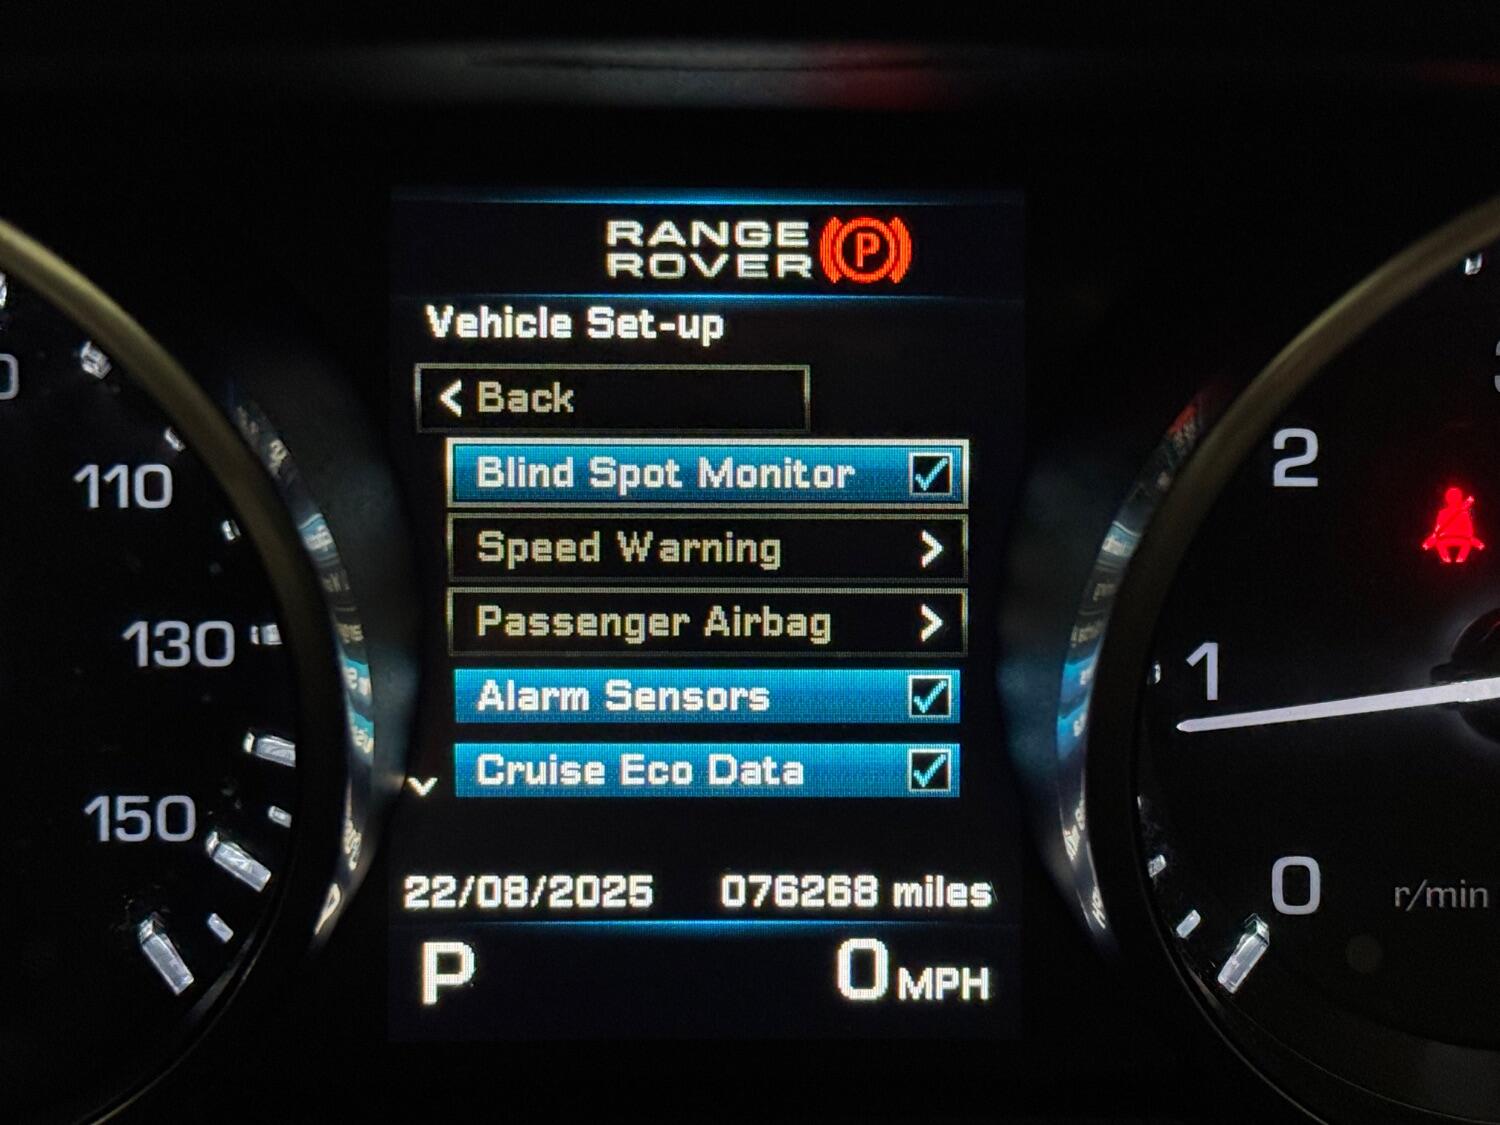 RANGE
ROVER
P
Vehicle Set-up
Back
Blind Spot Monitor
Speed Warning
Passenger Airbag
Alarm Sensors
Cruise Eco Data
22/08/2025 076268 miles
P 0 MPH
110
130
150
2
1
0 r/min